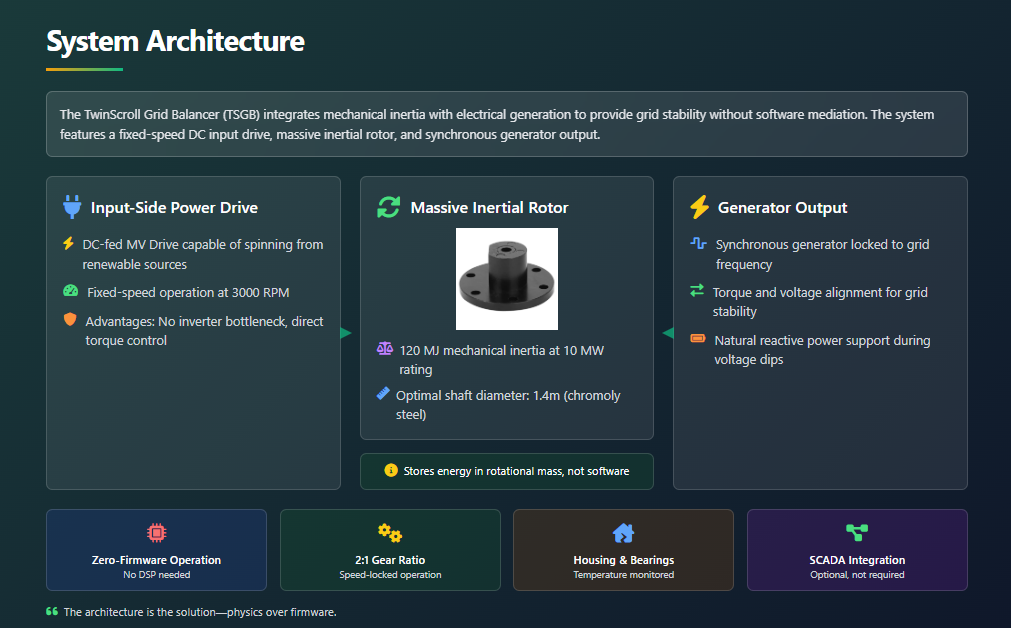 System Architecture
The TwinScroll Grid Balancer (TSGB) integrates mechanical inertia with electrical generation to provide grid stability without software mediation. The system
features a fixed-speed DC input drive, massive inertial rotor, and synchronous generator output.
Input-Side Power Drive
DC-fed MV Drive capable of spinning from
renewable sources
Fixed-speed operation at 3000 RPM
Advantages: No inverter bottleneck, direct
torque control
Massive Inertial Rotor
120 MJ mechanical inertia at 10 MW
rating
Optimal shaft diameter: 1.4m (chromoly
steel)
Stores energy in rotational mass, not software
Generator Output
Synchronous generator locked to grid
frequency
Torque and voltage alignment for grid
stability
Natural reactive power support during
voltage dips
Zero-Firmware Operation
No DSP needed
2:1 Gear Ratio
Speed-locked operation
Housing & Bearings
Temperature monitored
SCADA Integration
Optional, not required
The architecture is the solution—physics over firmware.